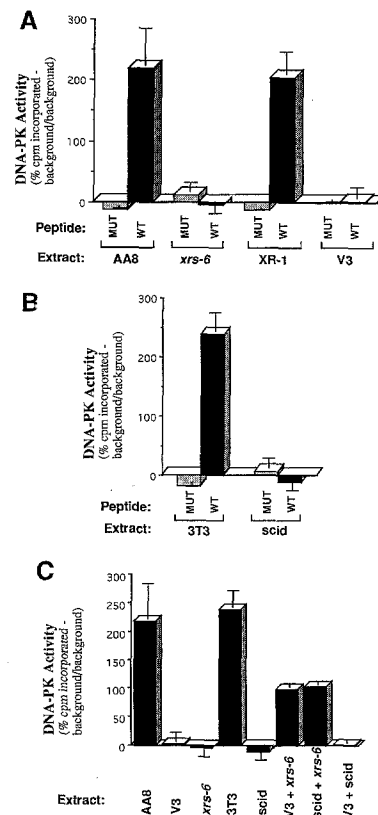 A
DNA-PK Activity
(% cpm incorporated -
background/background)
300
200
100
0
Peptide:
MUT
WT
MUT
WT
MUT
WT
MUT
WT
Extract:
AA8
xrs-6
XR-1
V3
B
DNA-PK Activity
(% cpm incorporated -
background/background)
300
200
100
0
Peptide:
MUT
WT
MUT
WT
Extract:
3T3
scid
C
DNA-PK Activity
(% cpm incorporated -
background/background)
300
250
200
150
100
50
0
Extract:
AA8
V3
xrs-6
3T3
scid
V3 + xrs-6
scid + xrs-6
V3 + scid